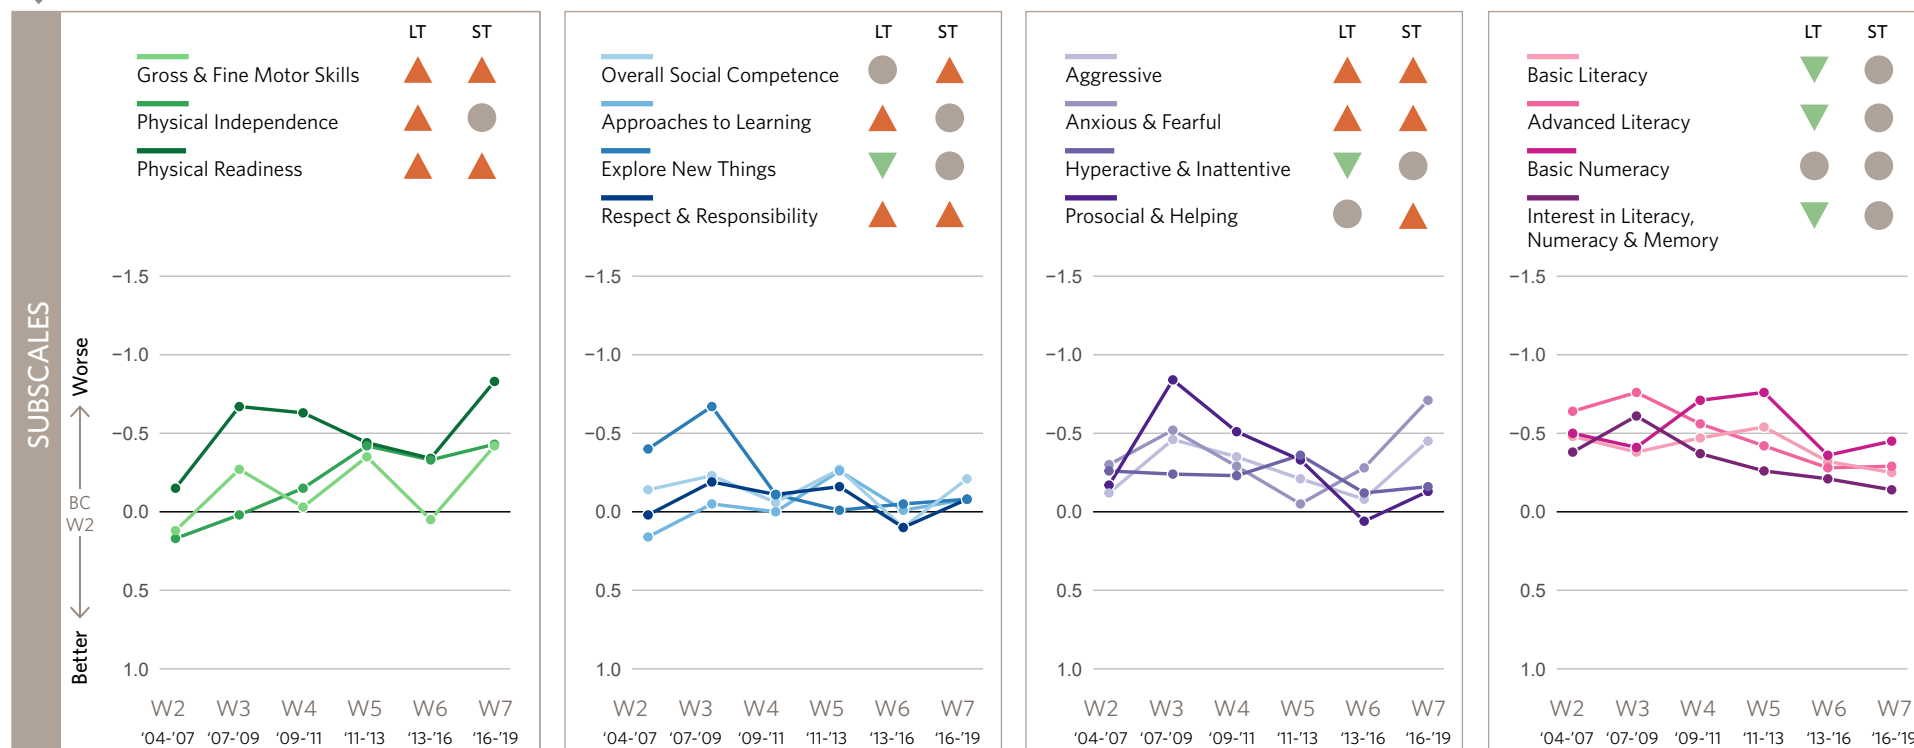 SUBSCALES
Worse
BC
W2
Better
LT ST
Gross & Fine Motor Skills
Physical Independence
Physical Readiness
−1.5
−1.0
−0.5
0.0
0.5
1.0
W2 W3 W4 W5 W6 W7
‘04-’07 ‘07-’09 ‘09-’11 ‘11-’13 ‘13-’16 ‘16-’19
LT ST
Overall Social Competence
Approaches to Learning
Explore New Things
Respect & Responsibility
−1.5
−1.0
−0.5
0.0
0.5
1.0
W2 W3 W4 W5 W6 W7
‘04-’07 ‘07-’09 ‘09-’11 ‘11-’13 ‘13-’16 ‘16-’19
LT ST
Aggressive
Anxious & Fearful
Hyperactive & Inattentive
Prosocial & Helping
−1.5
−1.0
−0.5
0.0
0.5
1.0
W2 W3 W4 W5 W6 W7
‘04-’07 ‘07-’09 ‘09-’11 ‘11-’13 ‘13-’16 ‘16-’19
LT ST
Basic Literacy
Advanced Literacy
Basic Numeracy
Interest in Literacy,
Numeracy & Memory
−1.5
−1.0
−0.5
0.0
0.5
1.0
W2 W3 W4 W5 W6 W7
‘04-’07 ‘07-’09 ‘09-’11 ‘11-’13 ‘13-’16 ‘16-’19